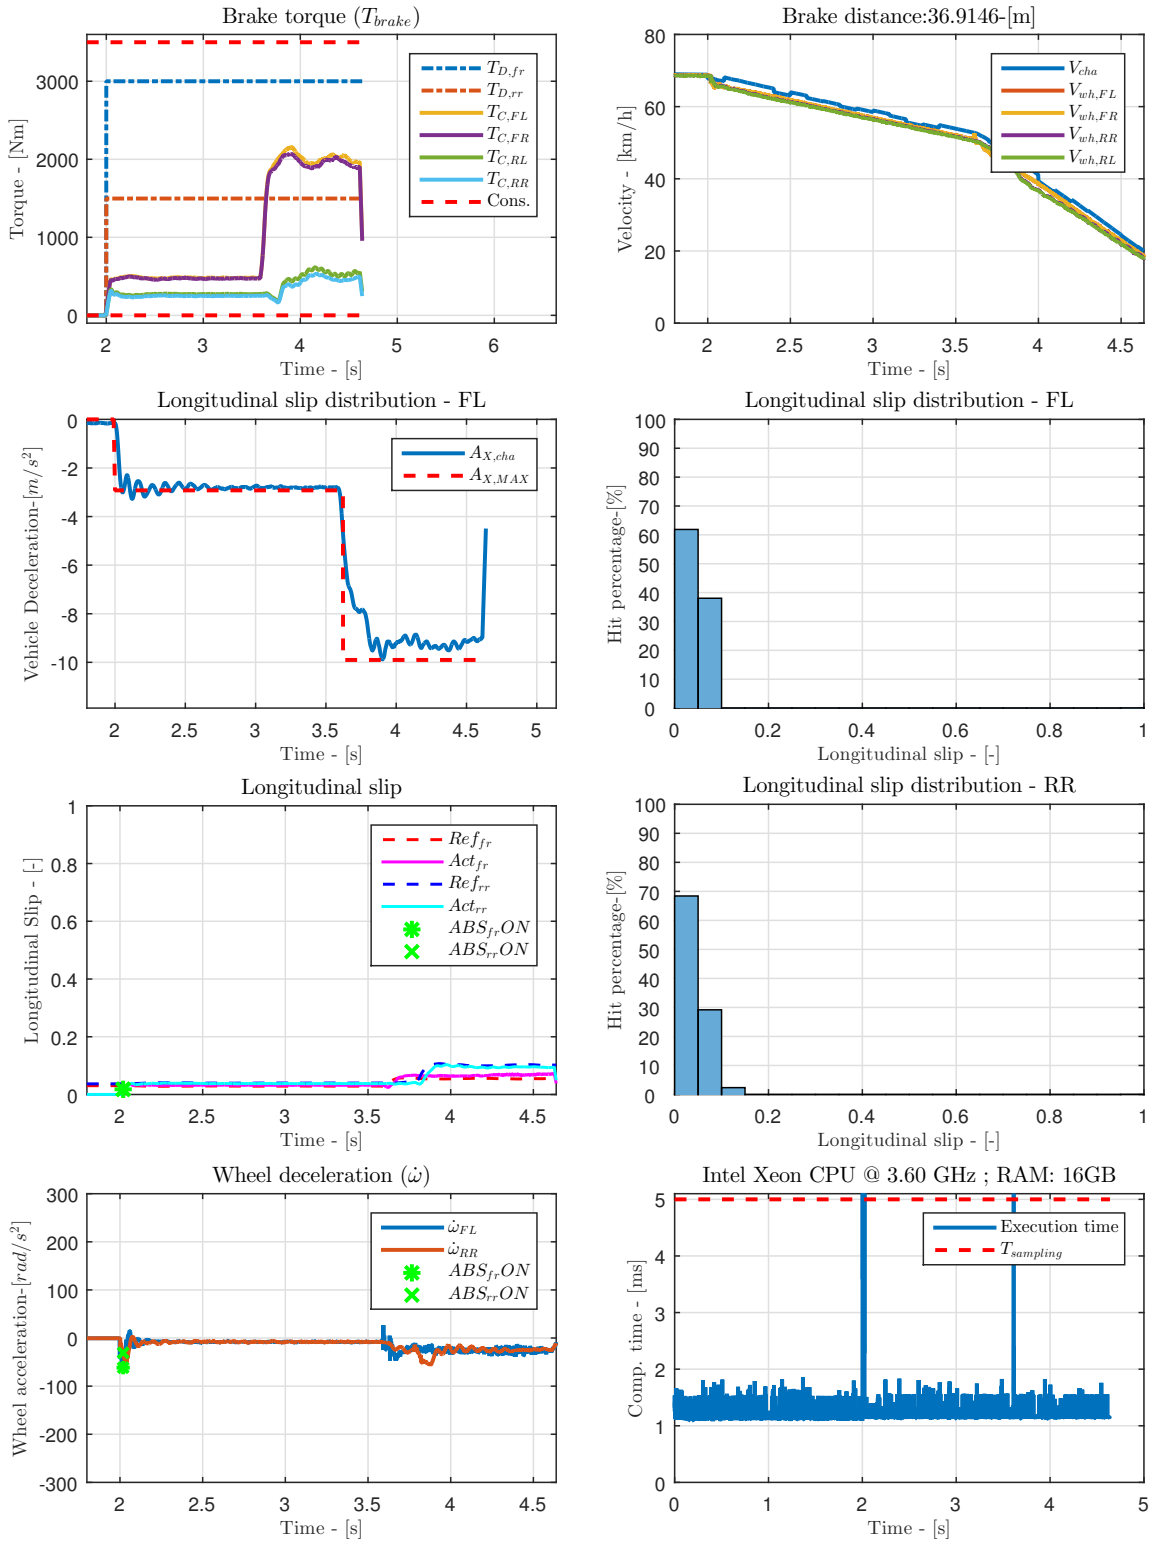 Brake torque (T_brake)
3000
2000
1000
0
Torque - [Nm]
T_D,fr
T_D,rr
T_C,FL
T_C,FR
T_C,RL
T_C,RR
Cons.
2 3 4 5 6
Time - [s]
Brake distance:36.9146-[m]
80
60
40
20
0
Velocity - [km/h]
V_cha
V_wh,FL
V_wh,FR
V_wh,RR
V_wh,RL
2 2.5 3 3.5 4 4.5
Time - [s]
Longitudinal slip distribution - FL
0
-2
-4
-6
-8
-10
Vehicle Deceleration-[m/s²]
A_X,cha
A_X,MAX
2 2.5 3 3.5 4 4.5 5
Time - [s]
Longitudinal slip distribution - FL
100
90
80
70
60
50
40
30
20
10
0
Hit percentage-[%]
0 0.2 0.4 0.6 0.8 1
Longitudinal slip - [-]
Longitudinal slip
1
0.8
0.6
0.4
0.2
0
Longitudinal Slip - [-]
Ref_fr
Act_fr
Ref_rr
Act_rr
ABS_fr ON
ABS_rr ON
2 2.5 3 3.5 4 4.5
Time - [s]
Longitudinal slip distribution - RR
100
90
80
70
60
50
40
30
20
10
0
Hit percentage-[%]
0 0.2 0.4 0.6 0.8 1
Longitudinal slip - [-]
Wheel deceleration (ω̇)
300
200
100
0
-100
-200
-300
Wheel acceleration-[rad/s²]
ω̇_FL
ω̇_RR
ABS_fr ON
ABS_rr ON
2 2.5 3 3.5 4 4.5
Time - [s]
Intel Xeon CPU @ 3.60 GHz ; RAM: 16GB
5
4
3
2
1
0
Comp. time - [ms]
Execution time
T_sampling
0 1 2 3 4 5
Time - [s]